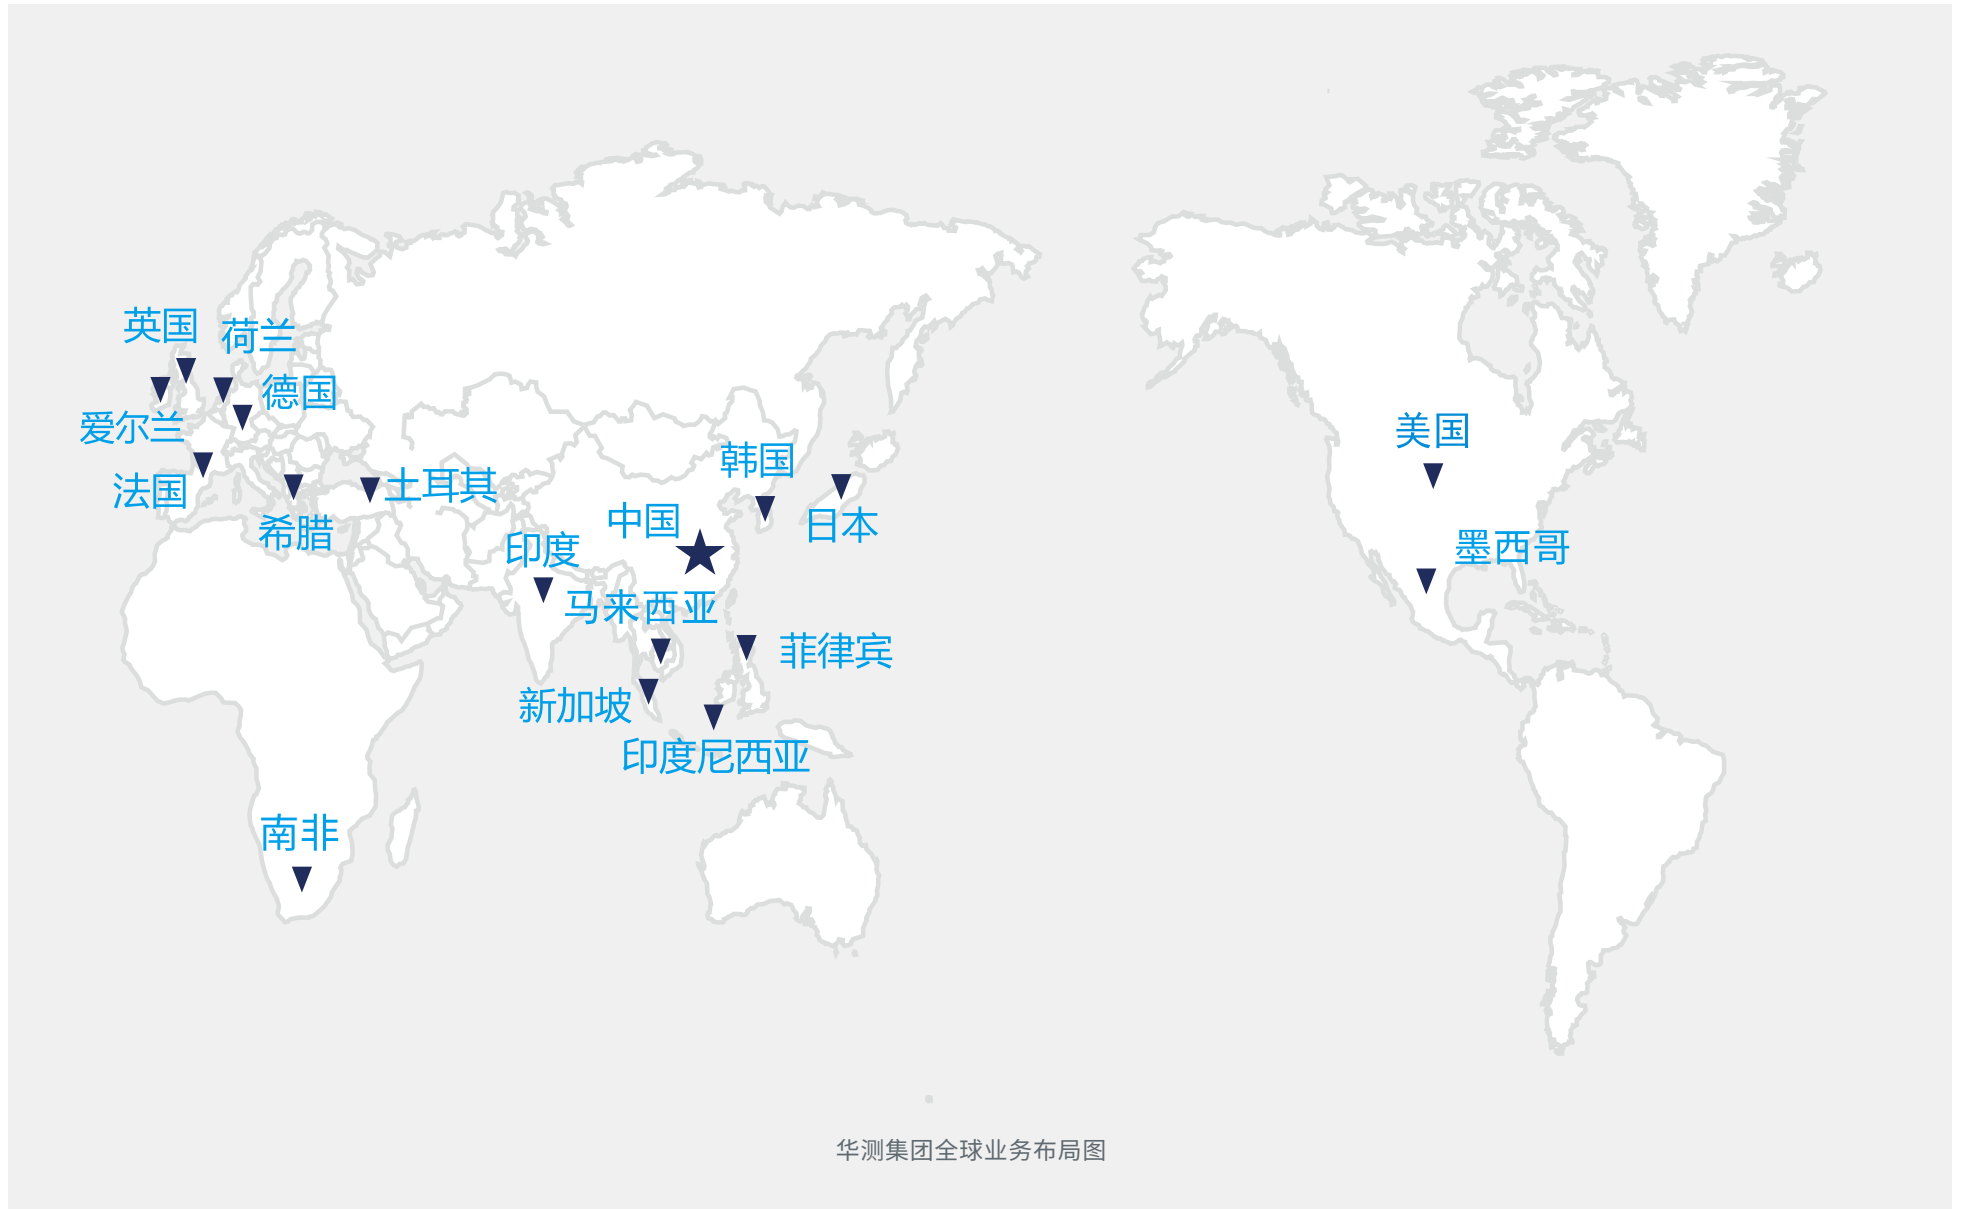 英国
荷兰
德国
爱尔兰
美国
韩国
法国
土耳其
中国
日本
希腊
印度
墨西哥
马来西亚
菲律宾
新加坡
印度尼西亚
南非
华测集团全球业务布局图